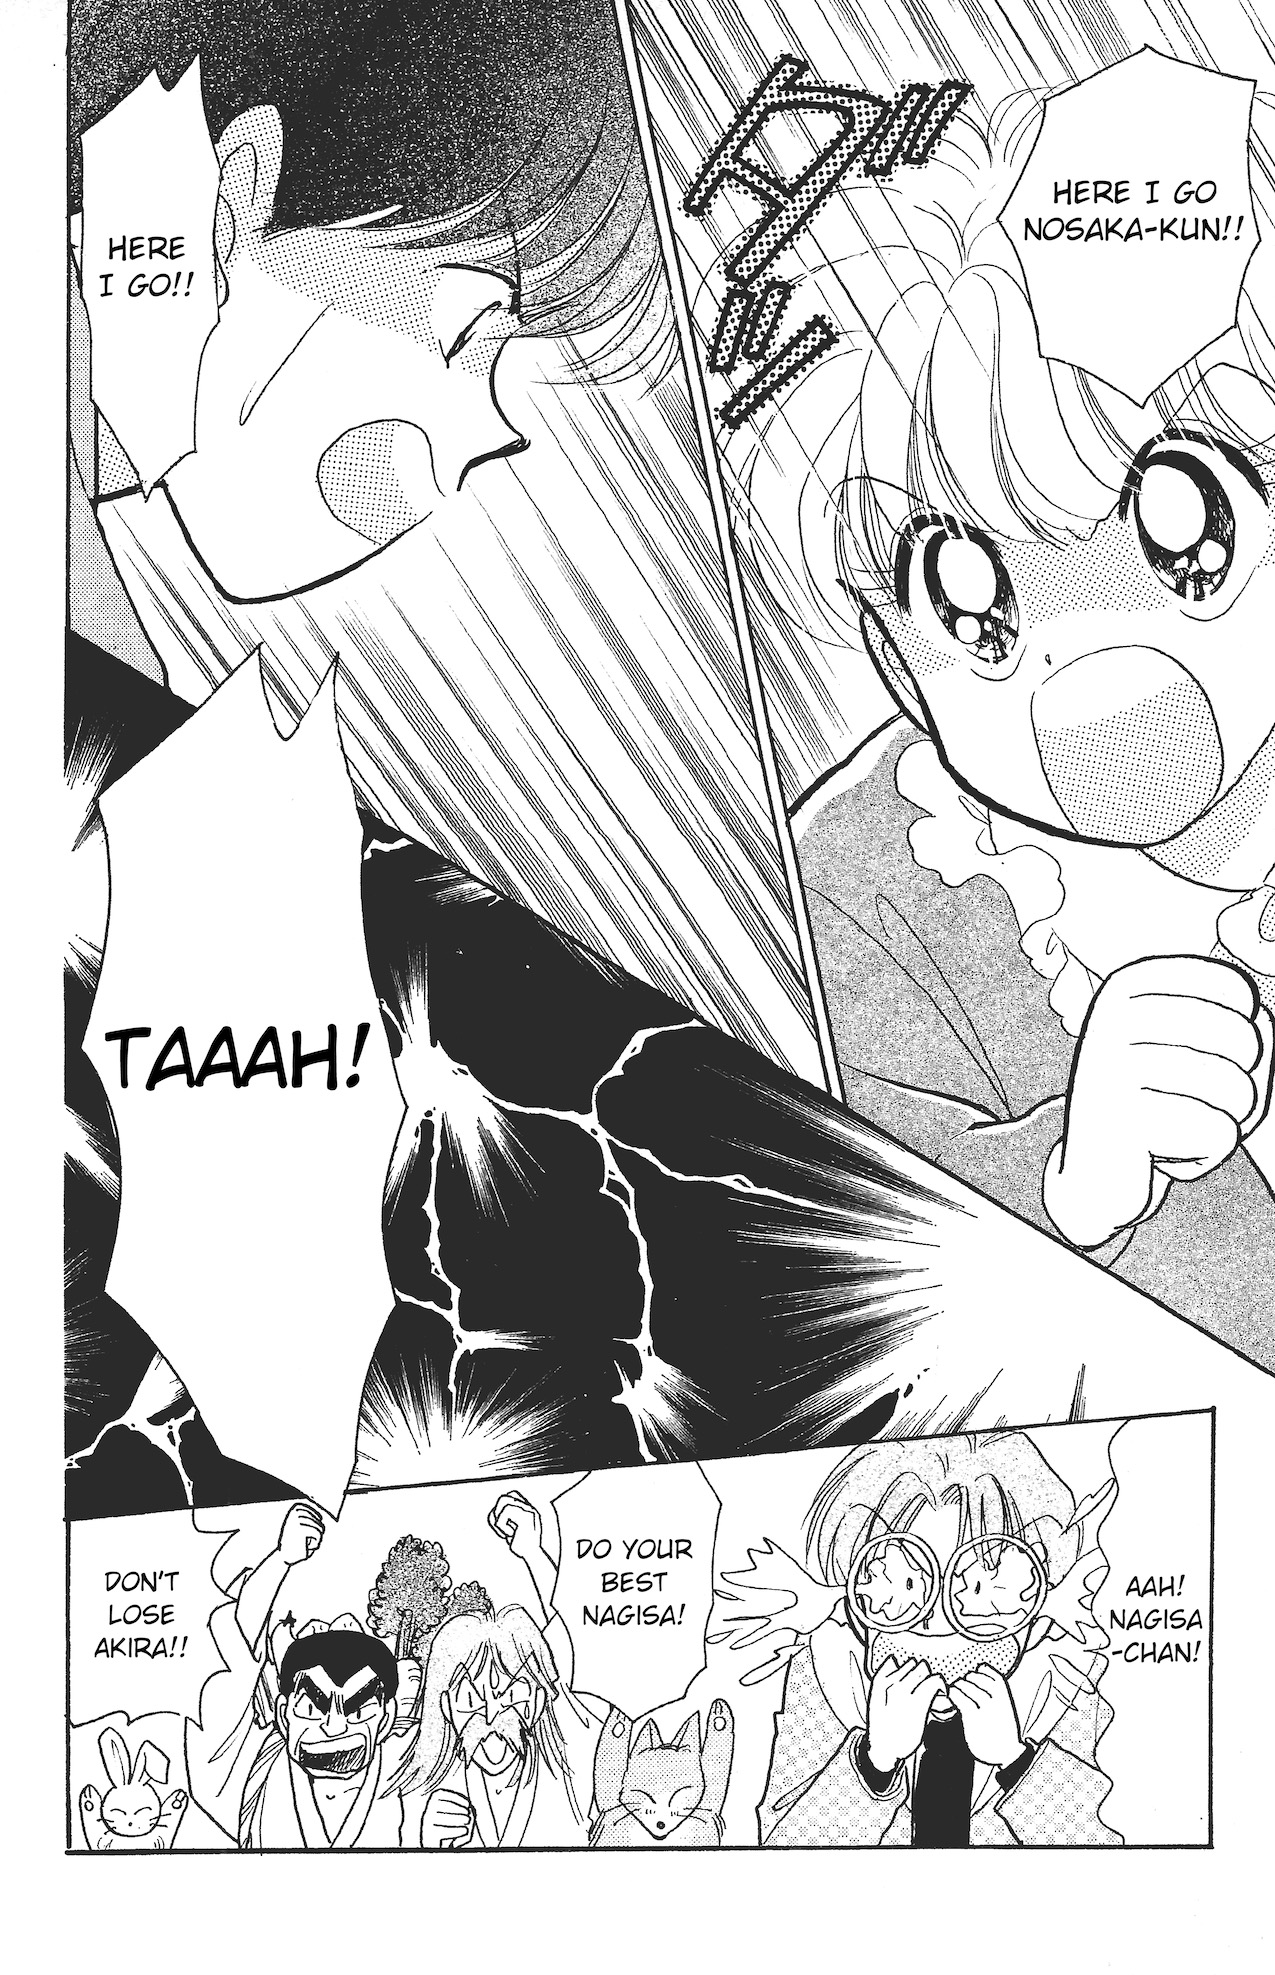 HERE I GO
NOSAKA-KUN!!
HERE
I GO!!
TAAAH!
AAH!
NAGISA
-CHAN!
DO YOUR
BEST
NAGISA!
DON'T
LOSE
AKIRA!!